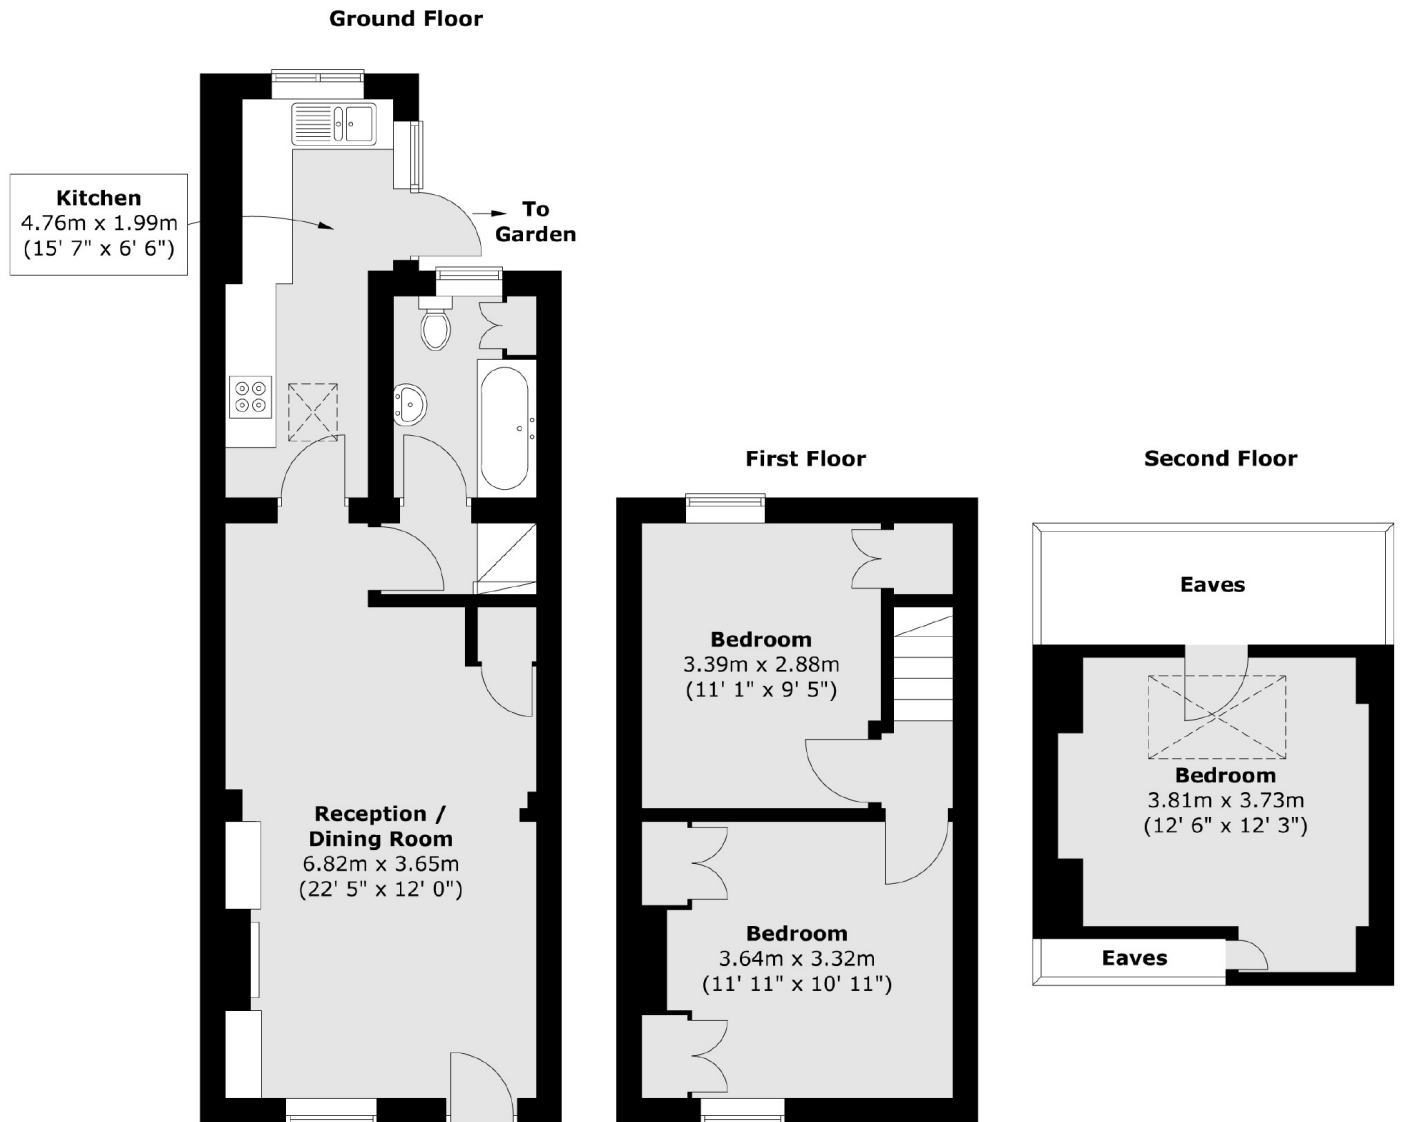 Ground Floor
Kitchen
4.76m x 1.99m
(15' 7" x 6' 6")
To
Garden
Reception /
Dining Room
6.82m x 3.65m
(22' 5" x 12' 0")
First Floor
Bedroom
3.39m x 2.88m
(11' 1" x 9' 5")
Bedroom
3.64m x 3.32m
(11' 11" x 10' 11")
Second Floor
Eaves
Bedroom
3.81m x 3.73m
(12' 6" x 12' 3")
Eaves